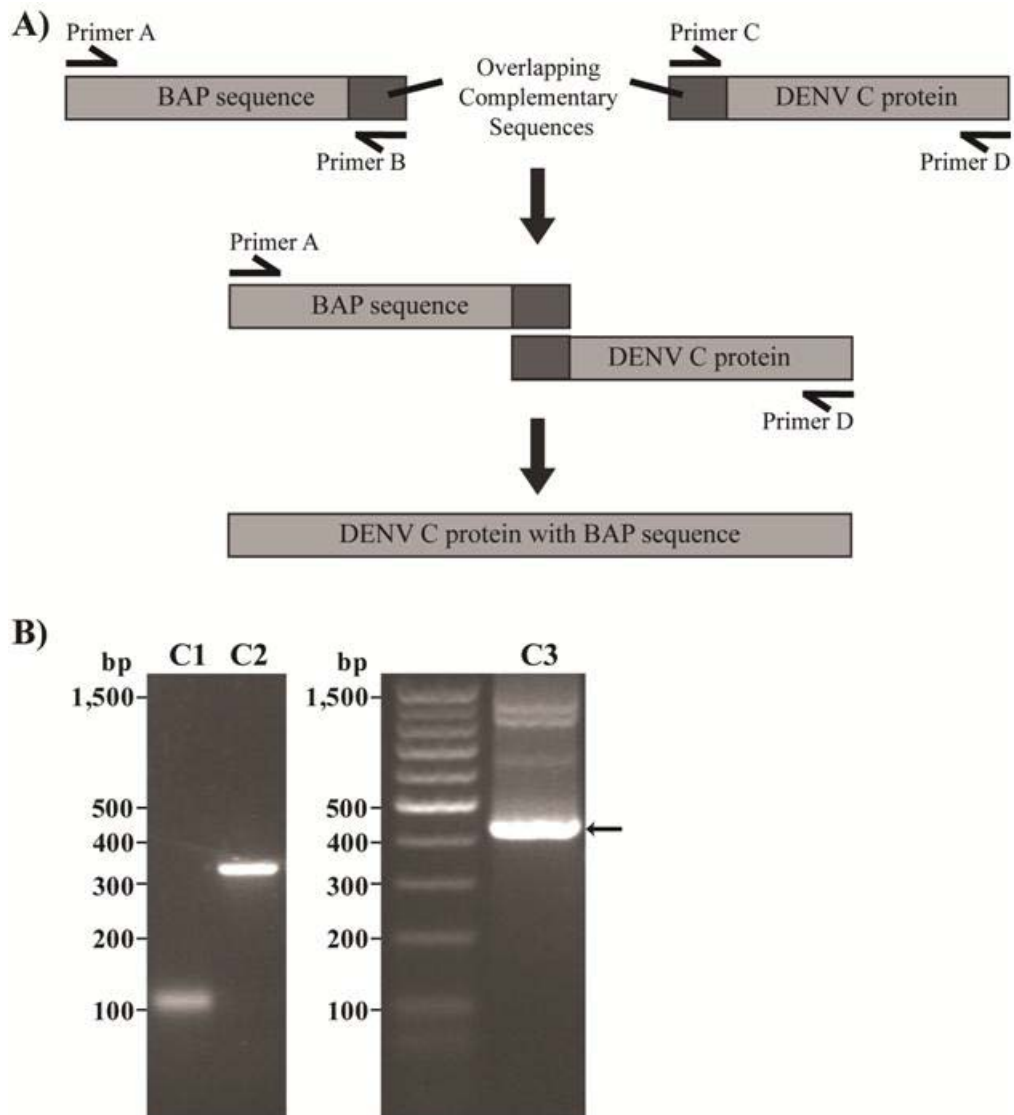 A)
Primer A
BAP sequence
Primer B
Overlapping
Complementary
Sequences
Primer C
DENV C protein
Primer D
Primer A
BAP sequence
DENV C protein
Primer D
DENV C protein with BAP sequence
B)
bp
C1 C2
1,500
500
400
300
200
100
bp
C3
1,500
500
400
300
200
100